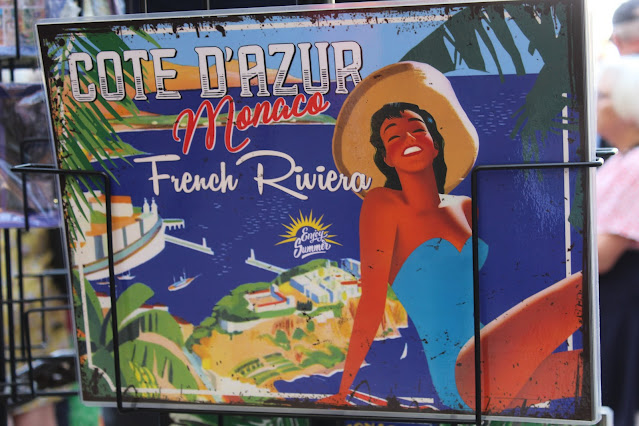 COTE D'AZUR
Monaco
French Riviera
Enjoy
Summer